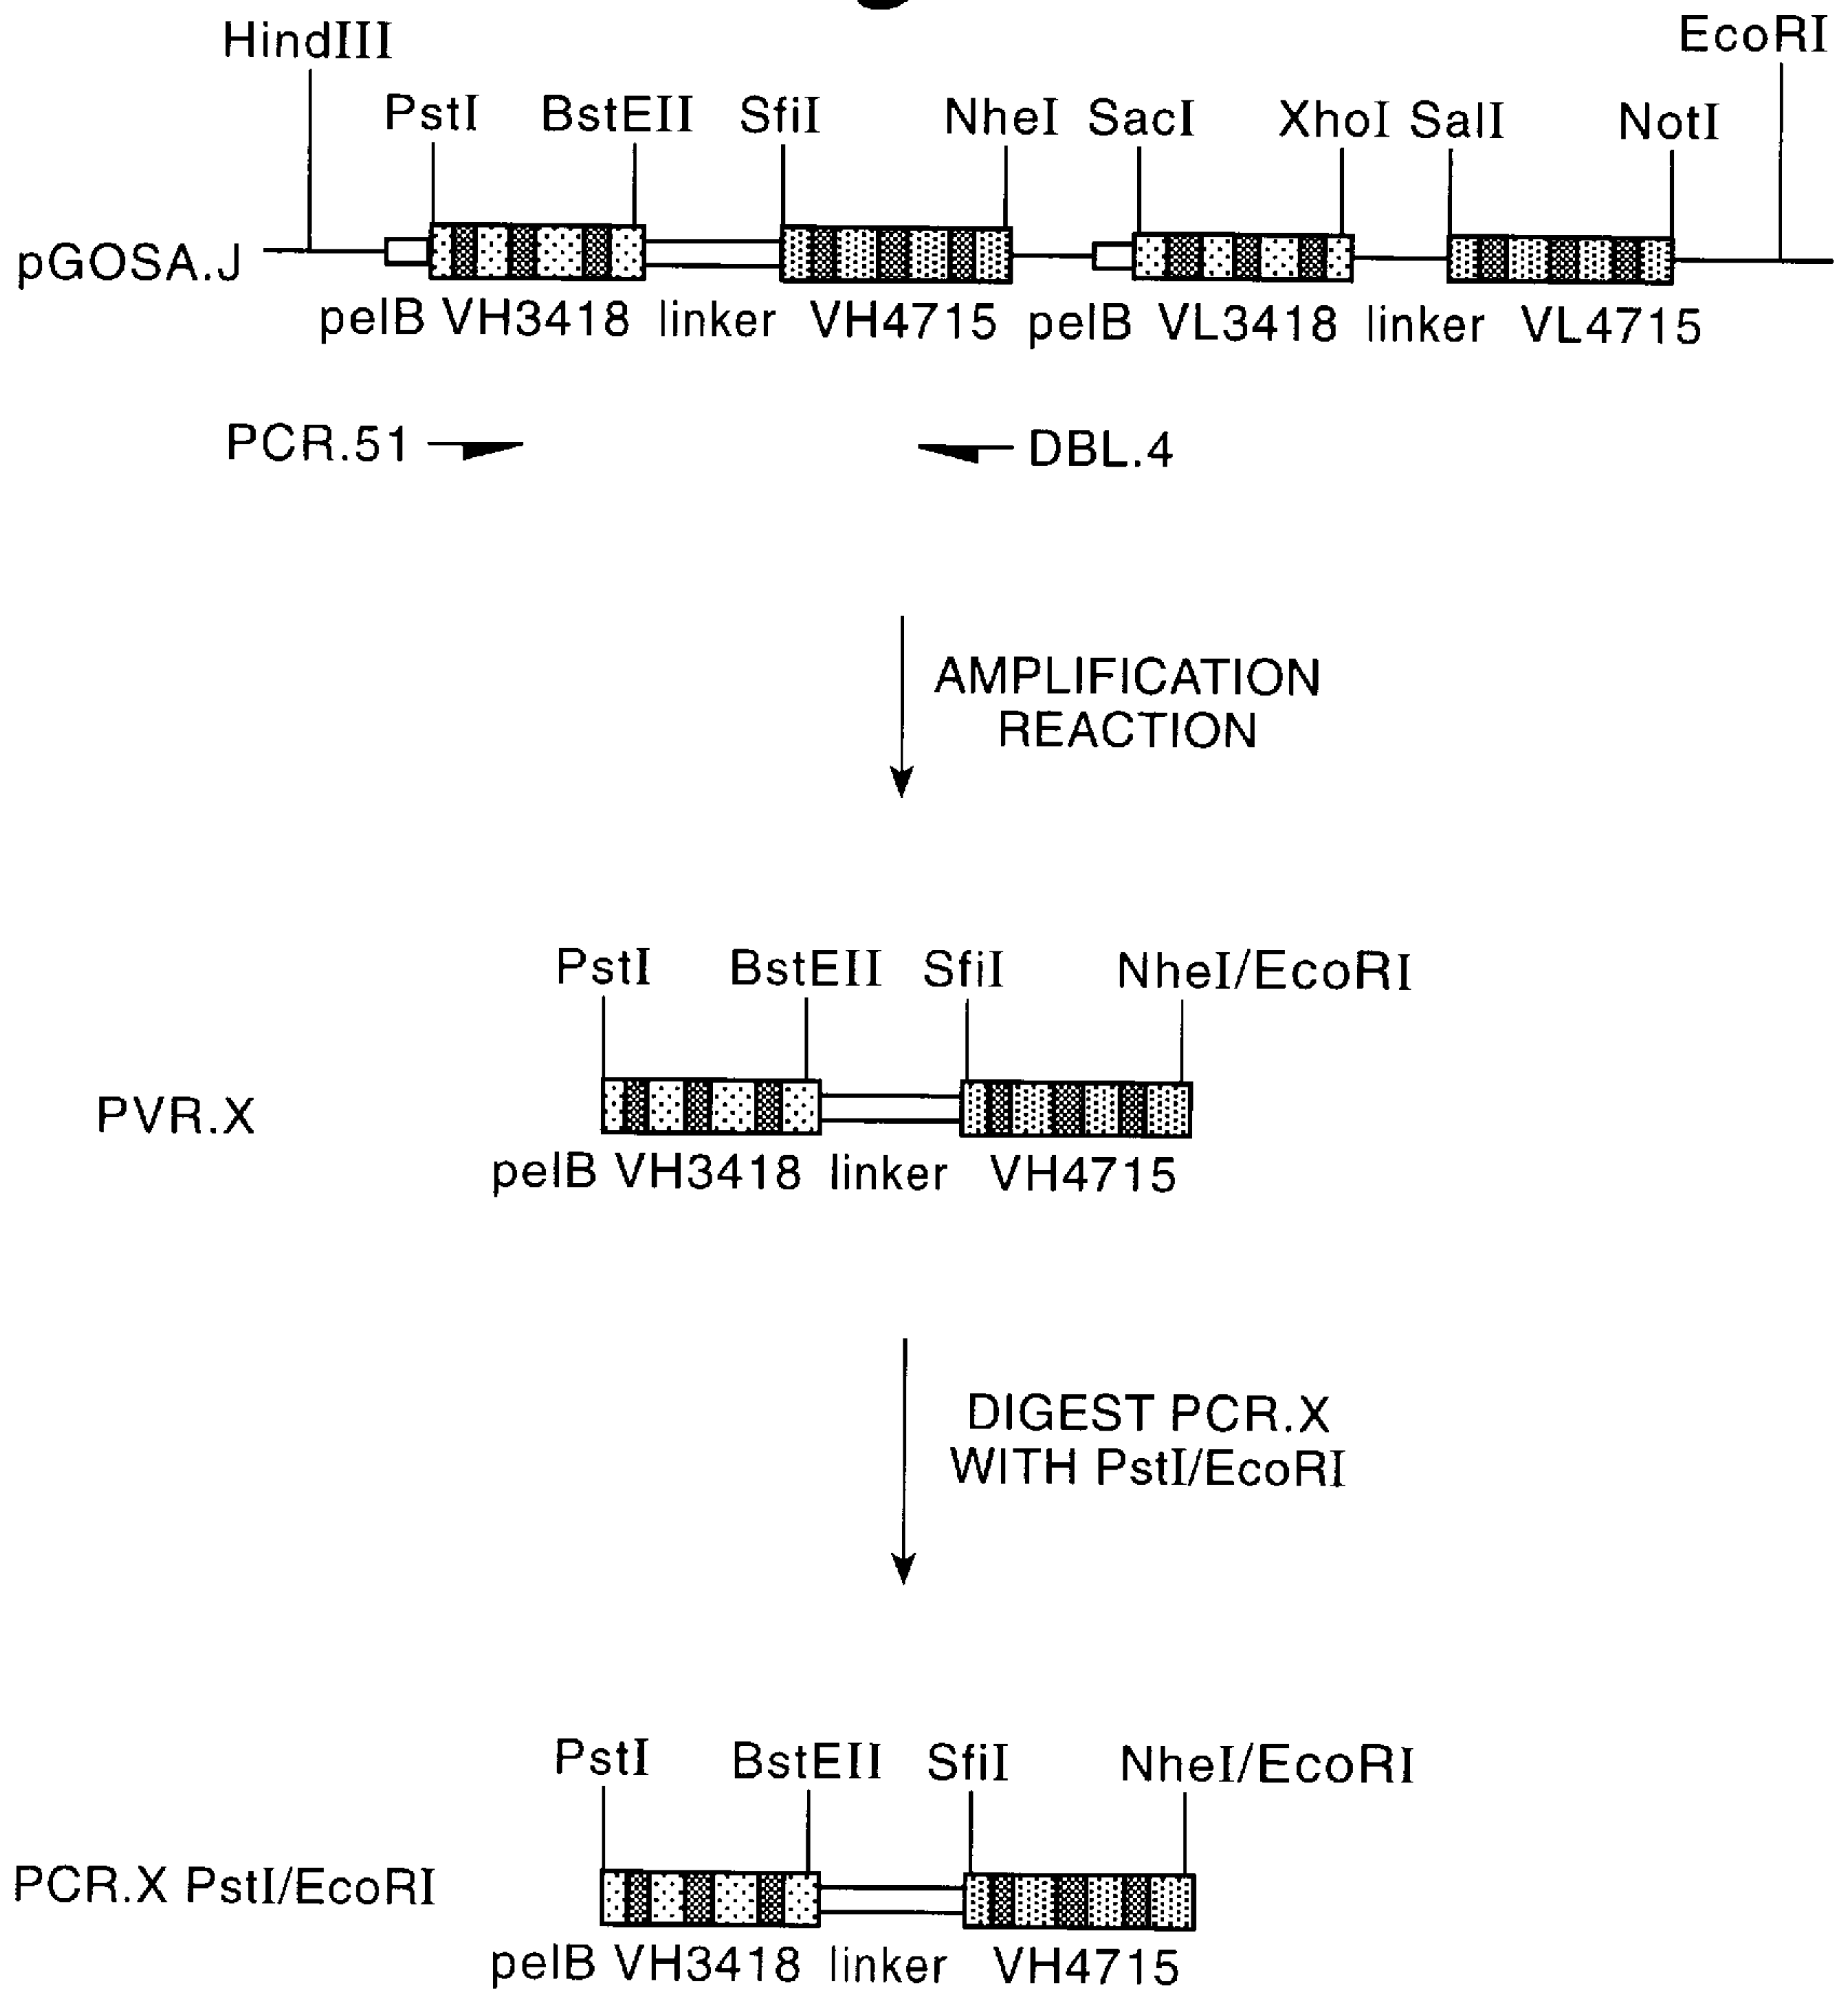 HindIII EcoRI
PstI BstEII SfiI NheI SacI XhoI SalI NotI
pGOSA.J
pelB VH3418 linker VH4715 pelB VL3418 linker VL4715
PCR.51 DBL.4
AMPLIFICATION
REACTION
PstI BstEII SfiI NheI/EcoRI
PVR.X
pelB VH3418 linker VH4715
DIGEST PCR.X
WITH PstI/EcoRI
PstI BstEII SfiI NheI/EcoRI
PCR.X PstI/EcoRI
pelB VH3418 linker VH4715